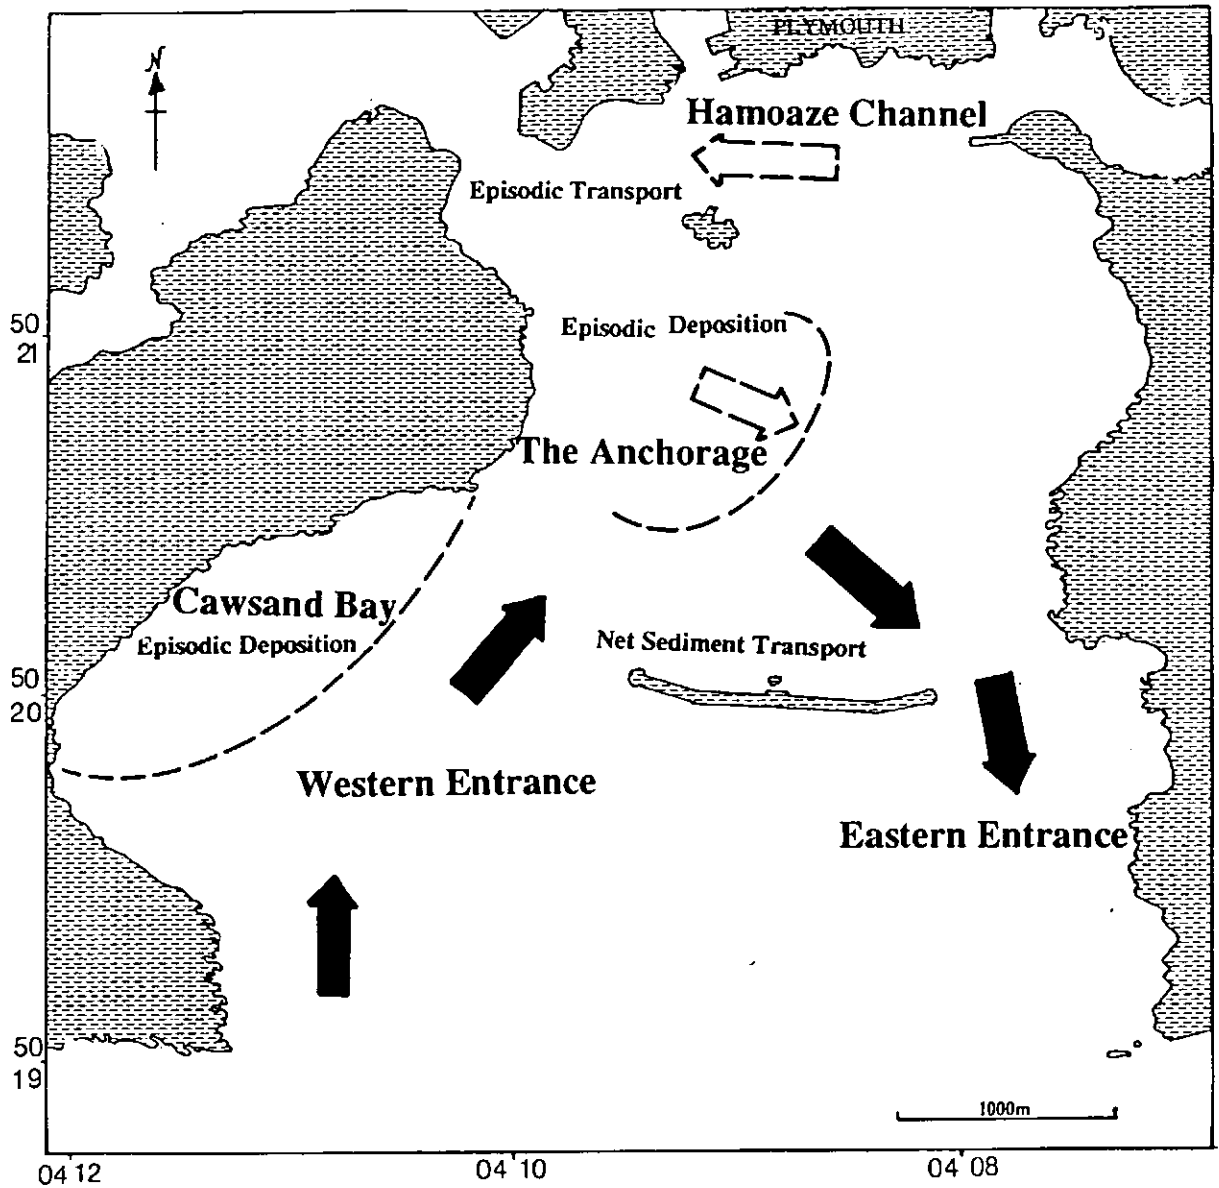 PLYMOUTH
N
Hamoaze Channel
Episodic Transport
50
21
Episodic Deposition
The Anchorage
Cawsand Bay
Episodic Deposition
Net Sediment Transport
50
20
Western Entrance
Eastern Entrance
50
19
1000m
04 12
04 10
04 08